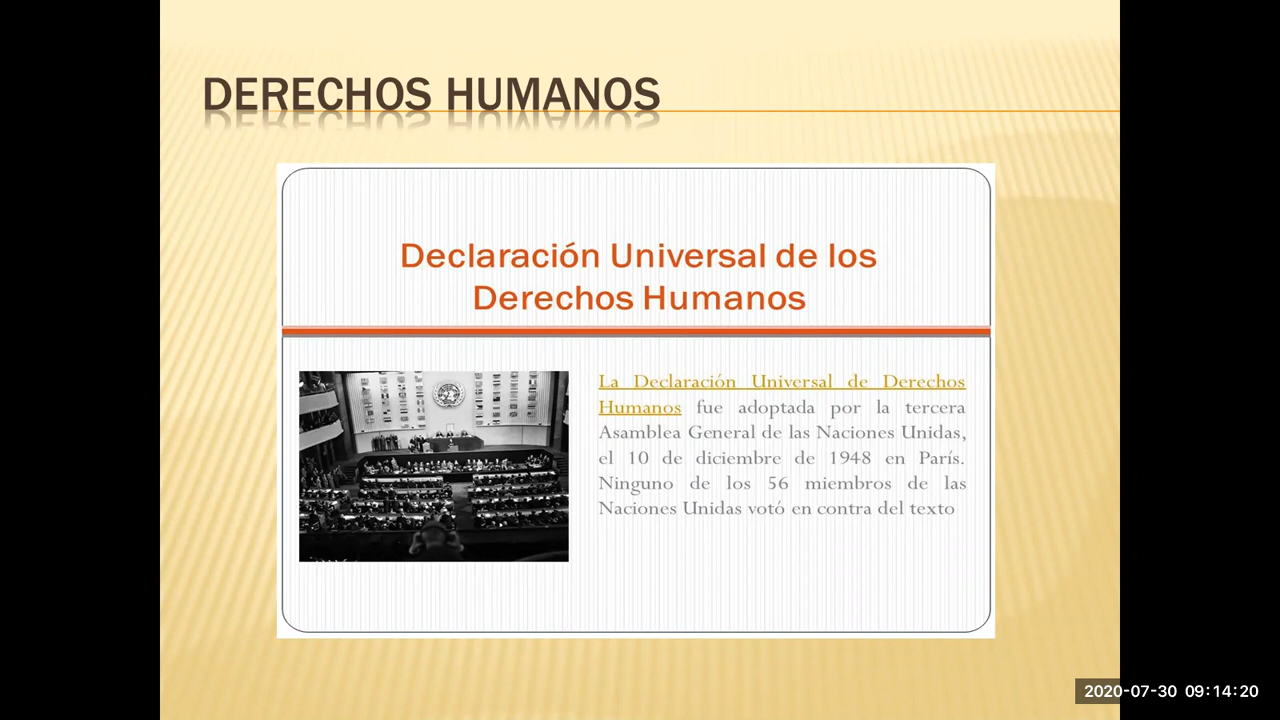 DERECHOS HUMANOS
Declaración Universal de los
Derechos Humanos
La Declaración Universal de Derechos
Humanos fue adoptada por la tercera
Asamblea General de las Naciones Unidas,
el 10 de diciembre de 1948 en París.
Ninguno de los 56 miembros de las
Naciones Unidas votó en contra del texto
2020-07-30 09:14:20